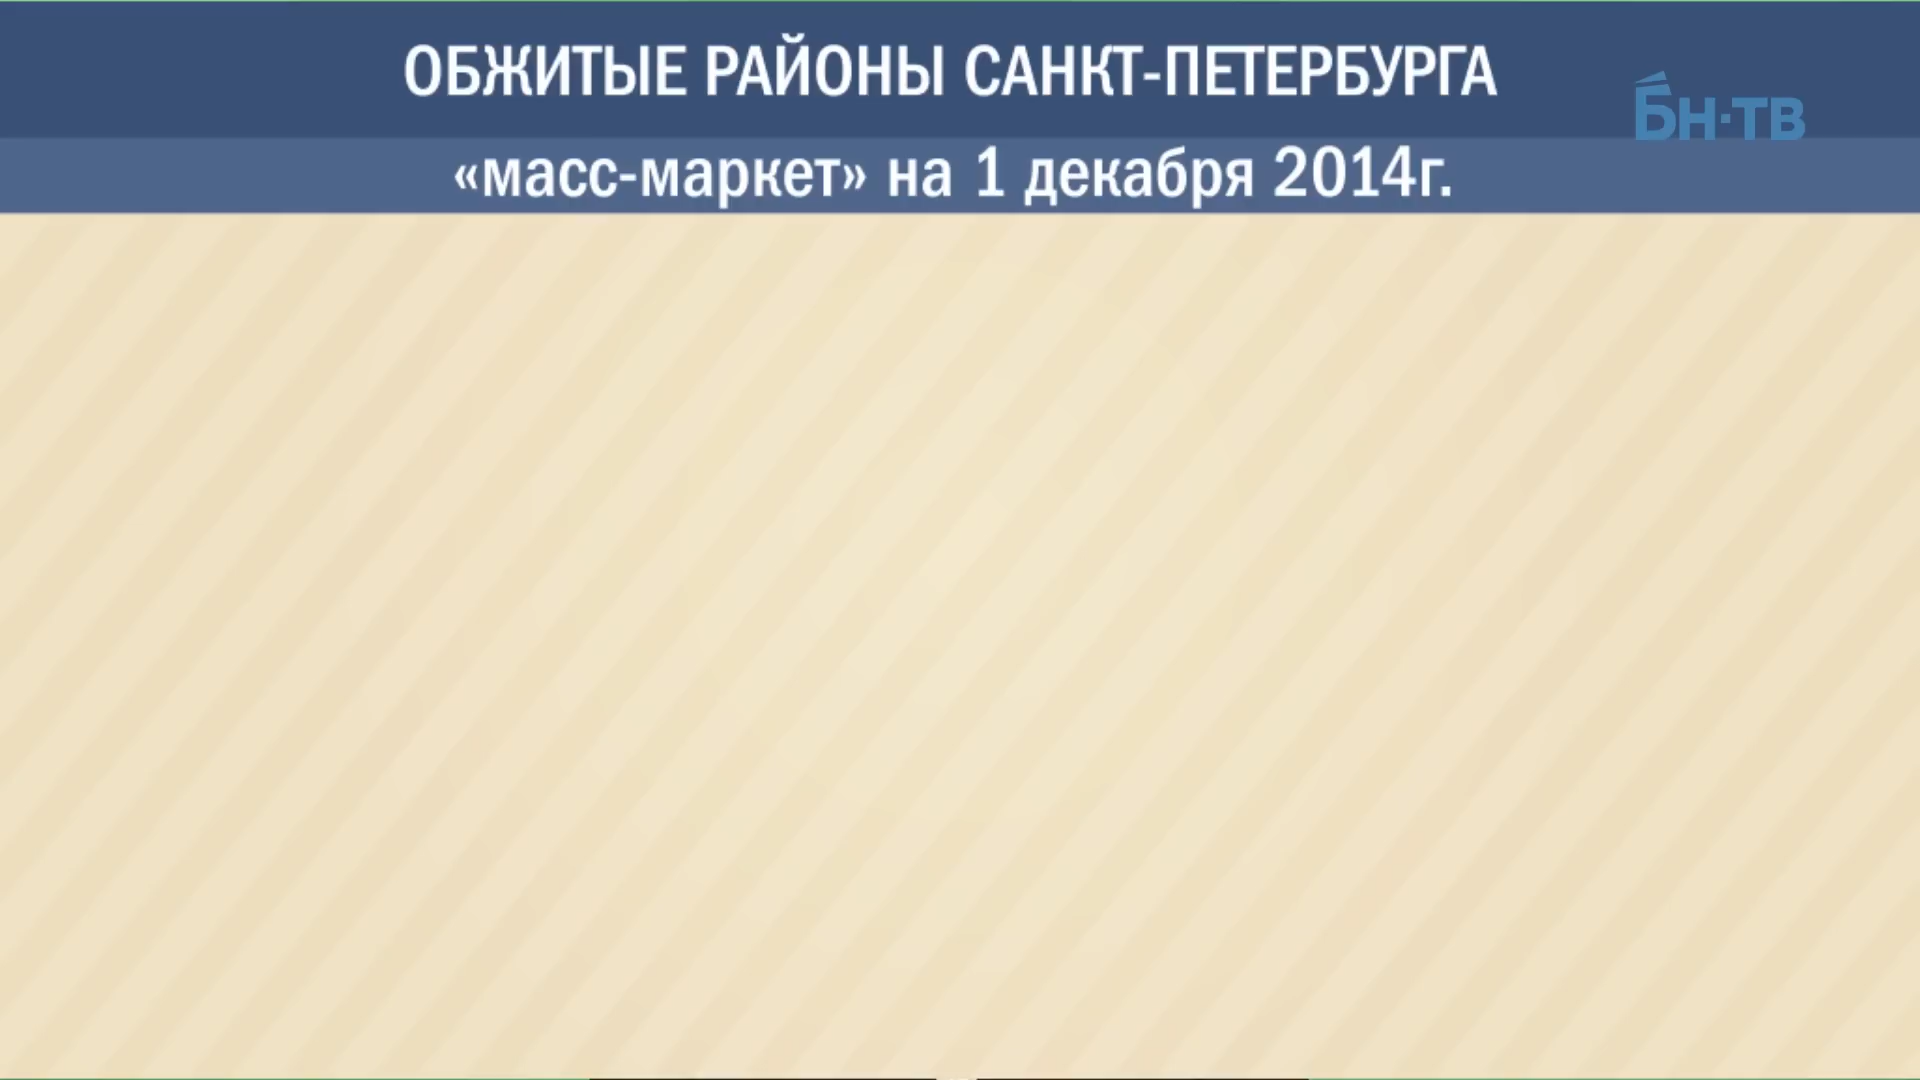 ОБЖИТЫЕ РАЙОНЫ САНКТ-ПЕТЕРБУРГА
БН·ТВ
«масс-маркет» на 1 декабря 2014г.